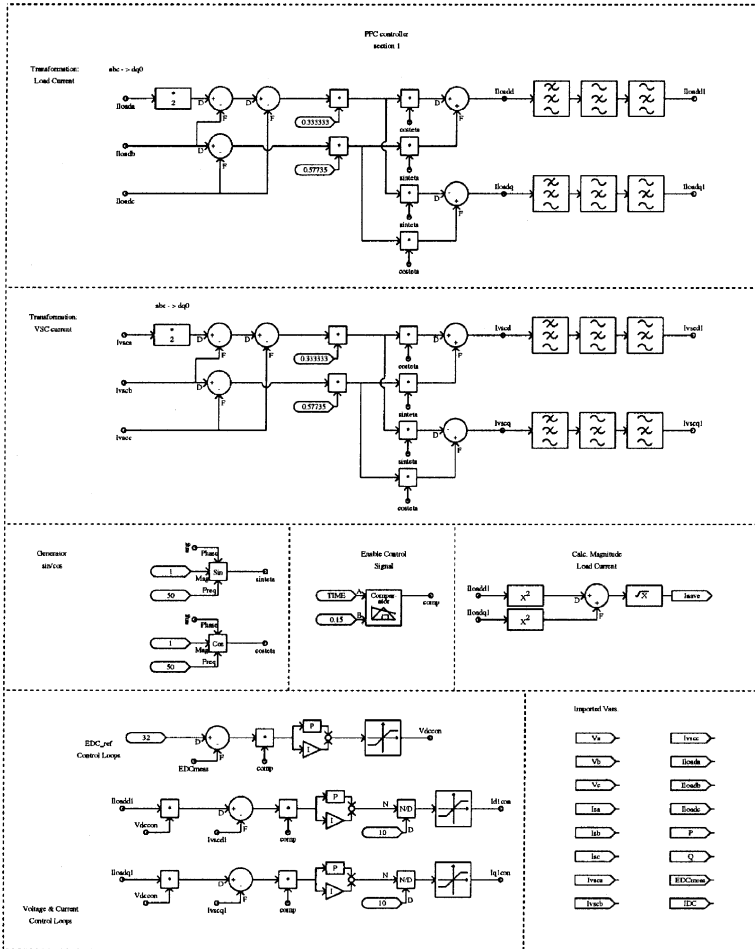 PFC controller
section 1
Transformation: abc - > dq0
Load Current
Iloada
*
2
D + - F
D + - F
*
0.333333
*
costeta
D + + F
Iloadd
Iloadd1
Iloadb
D + - F
*
0.57735
*
sinteta
Iloadc
*
sinteta
D - + F
Iloadq
Iloadq1
*
costeta
abc - > dq0
Transformation:
VSC current
Ivsca
*
2
D + - F
D + - F
*
0.333333
*
costeta
D + + F
Ivscd
Ivscd1
Ivscb
D + - F
*
0.57735
*
sinteta
Ivscc
*
sinteta
D - + F
Ivscq
Ivscq1
*
costeta
Generator
sin/cos
Phase
1
Mag
Sin
sinteta
50
Freq
Phase
1
Mag
Cos
costeta
50
Freq
Enable Control
Signal
TIME
A
Compar
ator
comp
0.15
B
Calc. Magnitude
Load Current
Iloadd1
X²
D + + F
√X
Isave
Iloadq1
X²
EDC_ref
Control Loops
32
D + - F
EDCmeas
*
comp
P
I
Vdccon
Iloadd1
*
Vdccon
D + - F
Ivscd1
*
comp
P
I
N
N/D
D
10
Id1con
Iloadq1
*
Vdccon
D + - F
Ivscq1
*
comp
P
I
N
N/D
D
10
Iq1con
Voltage & Current
Control Loops
Imported Vars.
Va
Ivscc
Vb
Iloada
Vc
Iloadb
Isa
Iloadc
Isb
P
Isc
Q
Ivsca
EDCmeas
Ivscb
IDC